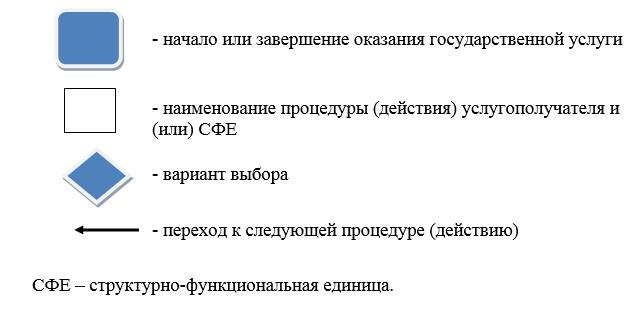 - начало или завершение оказания государственной услуги
- наименование процедуры (действия) услугополучателя и
(или) СФЕ
- вариант выбора
- переход к следующей процедуре (действию)
СФЕ – структурно-функциональная единица.